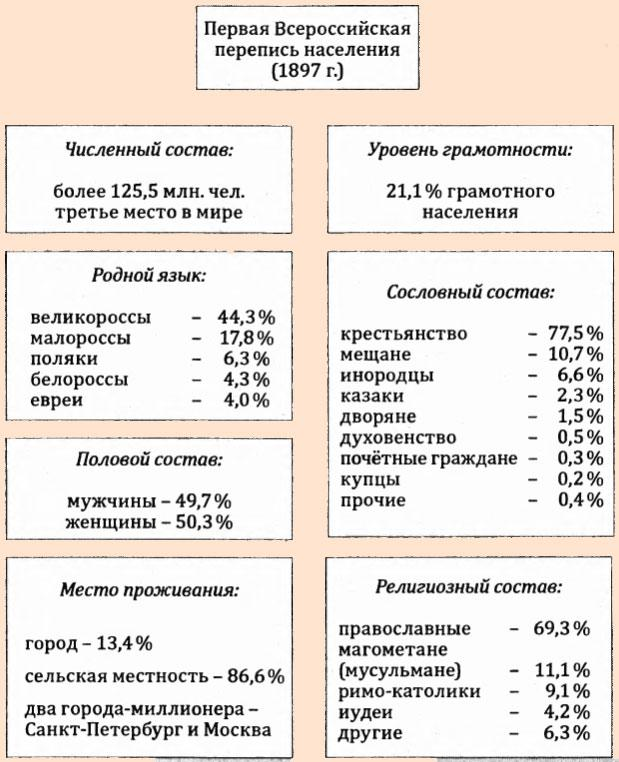 Первая Всероссийская
перепись населения
(1897 г.)
Численный состав:
более 125,5 млн. чел.
третье место в мире
Уровень грамотности:
21,1% грамотного
населения
Родной язык:
великороссы – 44,3%
малороссы – 17,8%
поляки – 6,3%
белороссы – 4,3%
евреи – 4,0%
Сословный состав:
крестьянство – 77,5%
мещане – 10,7%
инородцы – 6,6%
казаки – 2,3%
дворяне – 1,5%
духовенство – 0,5%
почётные граждане – 0,3%
купцы – 0,2%
прочие – 0,4%
Половой состав:
мужчины – 49,7%
женщины – 50,3%
Место проживания:
город – 13,4%
сельская местность – 86,6%
два города-миллионера –
Санкт-Петербург и Москва
Религиозный состав:
православные – 69,3%
магометане
(мусульмане) – 11,1%
римо-католики – 9,1%
иудеи – 4,2%
другие – 6,3%